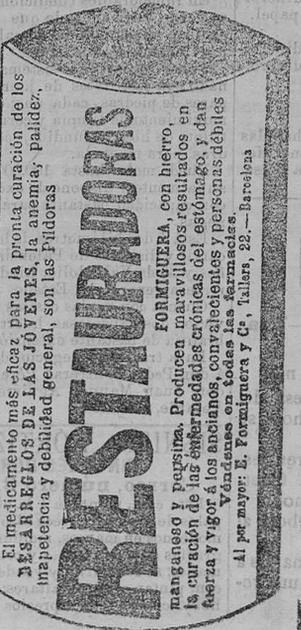 El medicamento más eficaz para la pronta curación de los
DESARREGLOS DE LAS JÓVENES, la anemia, palidez,
inapetencia y debilidad general, son las Píldoras
RESTAURADORAS
FORMIGUERA, con hierro
manganeso y pepsina. Producen maravillosos resultados en
la curación de las enfermedades crónicas del estómago, y dan
fuerza y vigor á los ancianos, convalecientes y personas débiles
Véndense en todas las farmacias.
Al por mayor: E. Formiguera y Cª, Tallers, 22.—Barcelona